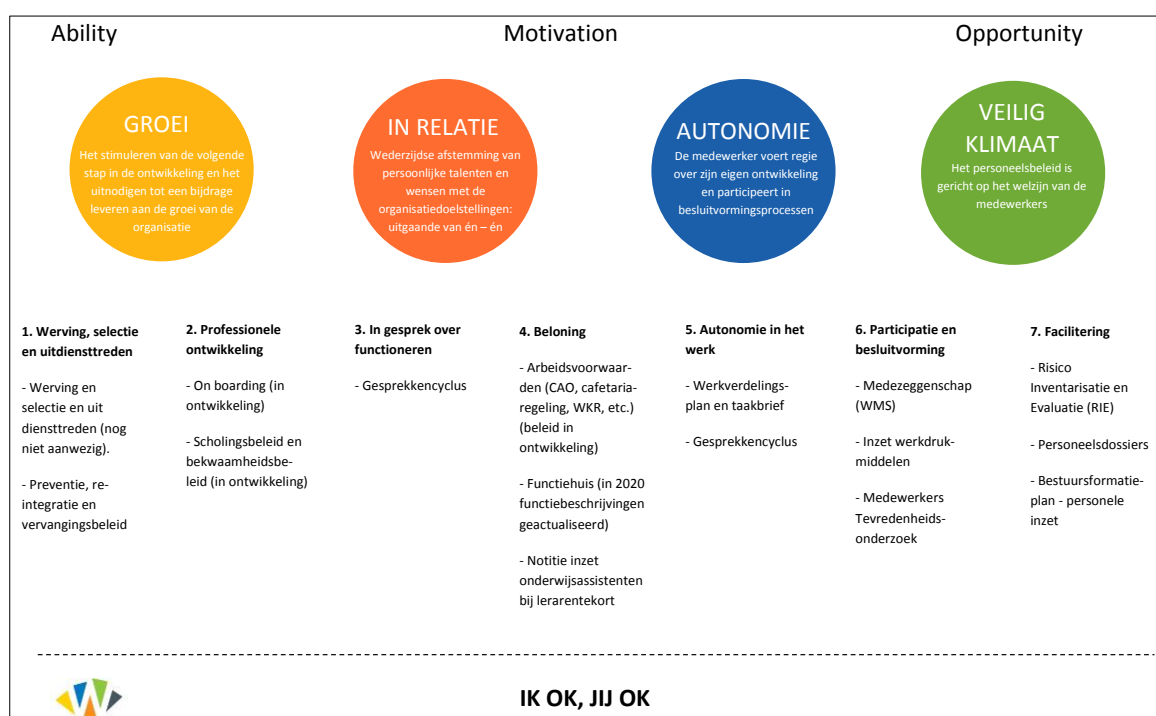 Ability
Motivation
Opportunity
GROEI
Het stimuleren van de volgende
stap in de ontwikkeling en het
uitnodigen tot een bijdrage
leveren aan de groei van de
organisatie
IN RELATIE
Wederzijdse afstemming van
persoonlijke talenten en
wensen met de
organisatiedoelstellingen:
uitgaande van én – én
AUTONOMIE
De medewerker voert regie
over zijn eigen ontwikkeling
en participeert in
besluitvormingsprocessen
VEILIG
KLIMAAT
Het personeelsbeleid is
gericht op het welzijn van de
medewerkers
1. Werving, selectie
en uitdiensttreden
- Werving en
selectie en uit
diensttreden (nog
niet aanwezig).
- Preventie, re-
integratie en
vervangingsbeleid
2. Professionele
ontwikkeling
- On boarding (in
ontwikkeling)
- Scholingsbeleid en
bekwaamheidsbe-
leid (in ontwikkeling)
3. In gesprek over
functioneren
- Gesprekkencyclus
4. Beloning
- Arbeidsvoorwaar-
den (CAO, cafetaria-
regeling, WKR, etc.)
(beleid in
ontwikkeling)
- Functiehuis (in 2020
functiebeschrijvingen
geactualiseerd)
- Notitie inzet
onderwijsassistenten
bij lerarentekort
5. Autonomie in het
werk
- Werkverdelings-
plan en taakbrief
- Gesprekkencyclus
6. Participatie en
besluitvorming
- Medezeggenschap
(WMS)
- Inzet werkdruk-
middelen
- Medewerkers
Tevredenheids-
onderzoek
7. Facilitering
- Risico
Inventarisatie en
Evaluatie (RIE)
- Personeelsdossiers
- Bestuursformatie-
plan - personele
inzet
IK OK, JIJ OK